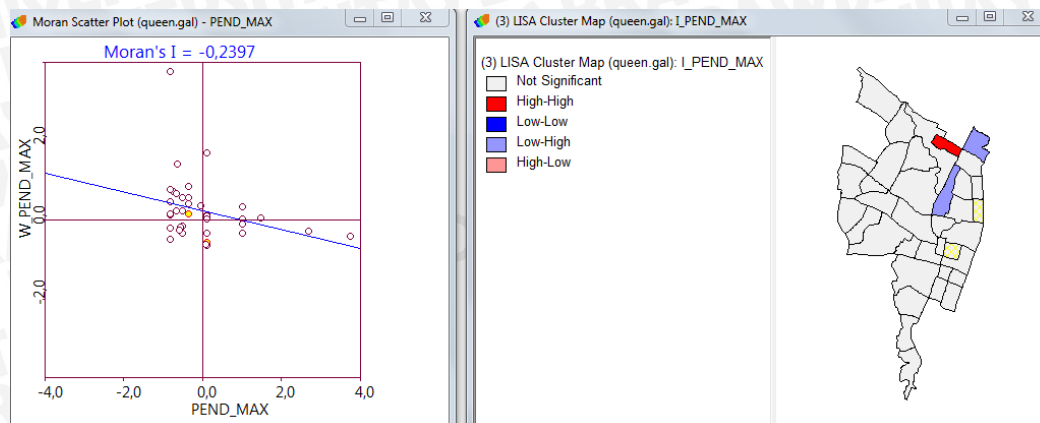 Moran Scatter Plot (queen.gal) - PEND_MAX
Moran's I = -0,2397
W_PEND_MAX
2,0
0,0
-2,0
-4,0 -2,0 0,0 2,0 4,0
PEND_MAX
(3) LISA Cluster Map (queen.gal): I_PEND_MAX
(3) LISA Cluster Map (queen.gal): I_PEND_MAX
Not Significant
High-High
Low-Low
Low-High
High-Low